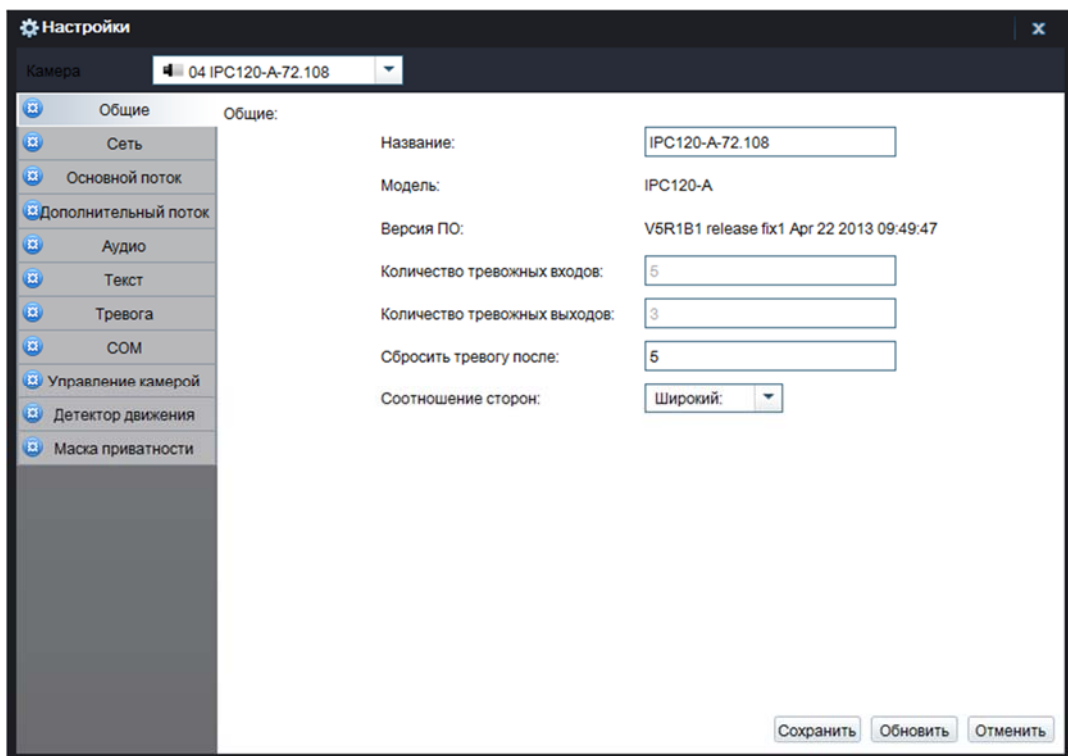 Настройки
x
Камера
04 IPC120-A-72.108
Общие
Сеть
Основной поток
Дополнительный поток
Аудио
Текст
Тревога
COM
Управление камерой
Детектор движения
Маска приватности
Общие:
Название: IPC120-A-72.108
Модель: IPC120-A
Версия ПО: V5R1B1 release fix1 Apr 22 2013 09:49:47
Количество тревожных входов: 5
Количество тревожных выходов: 3
Сбросить тревогу после: 5
Соотношение сторон: Широкий:
Сохранить Обновить Отменить